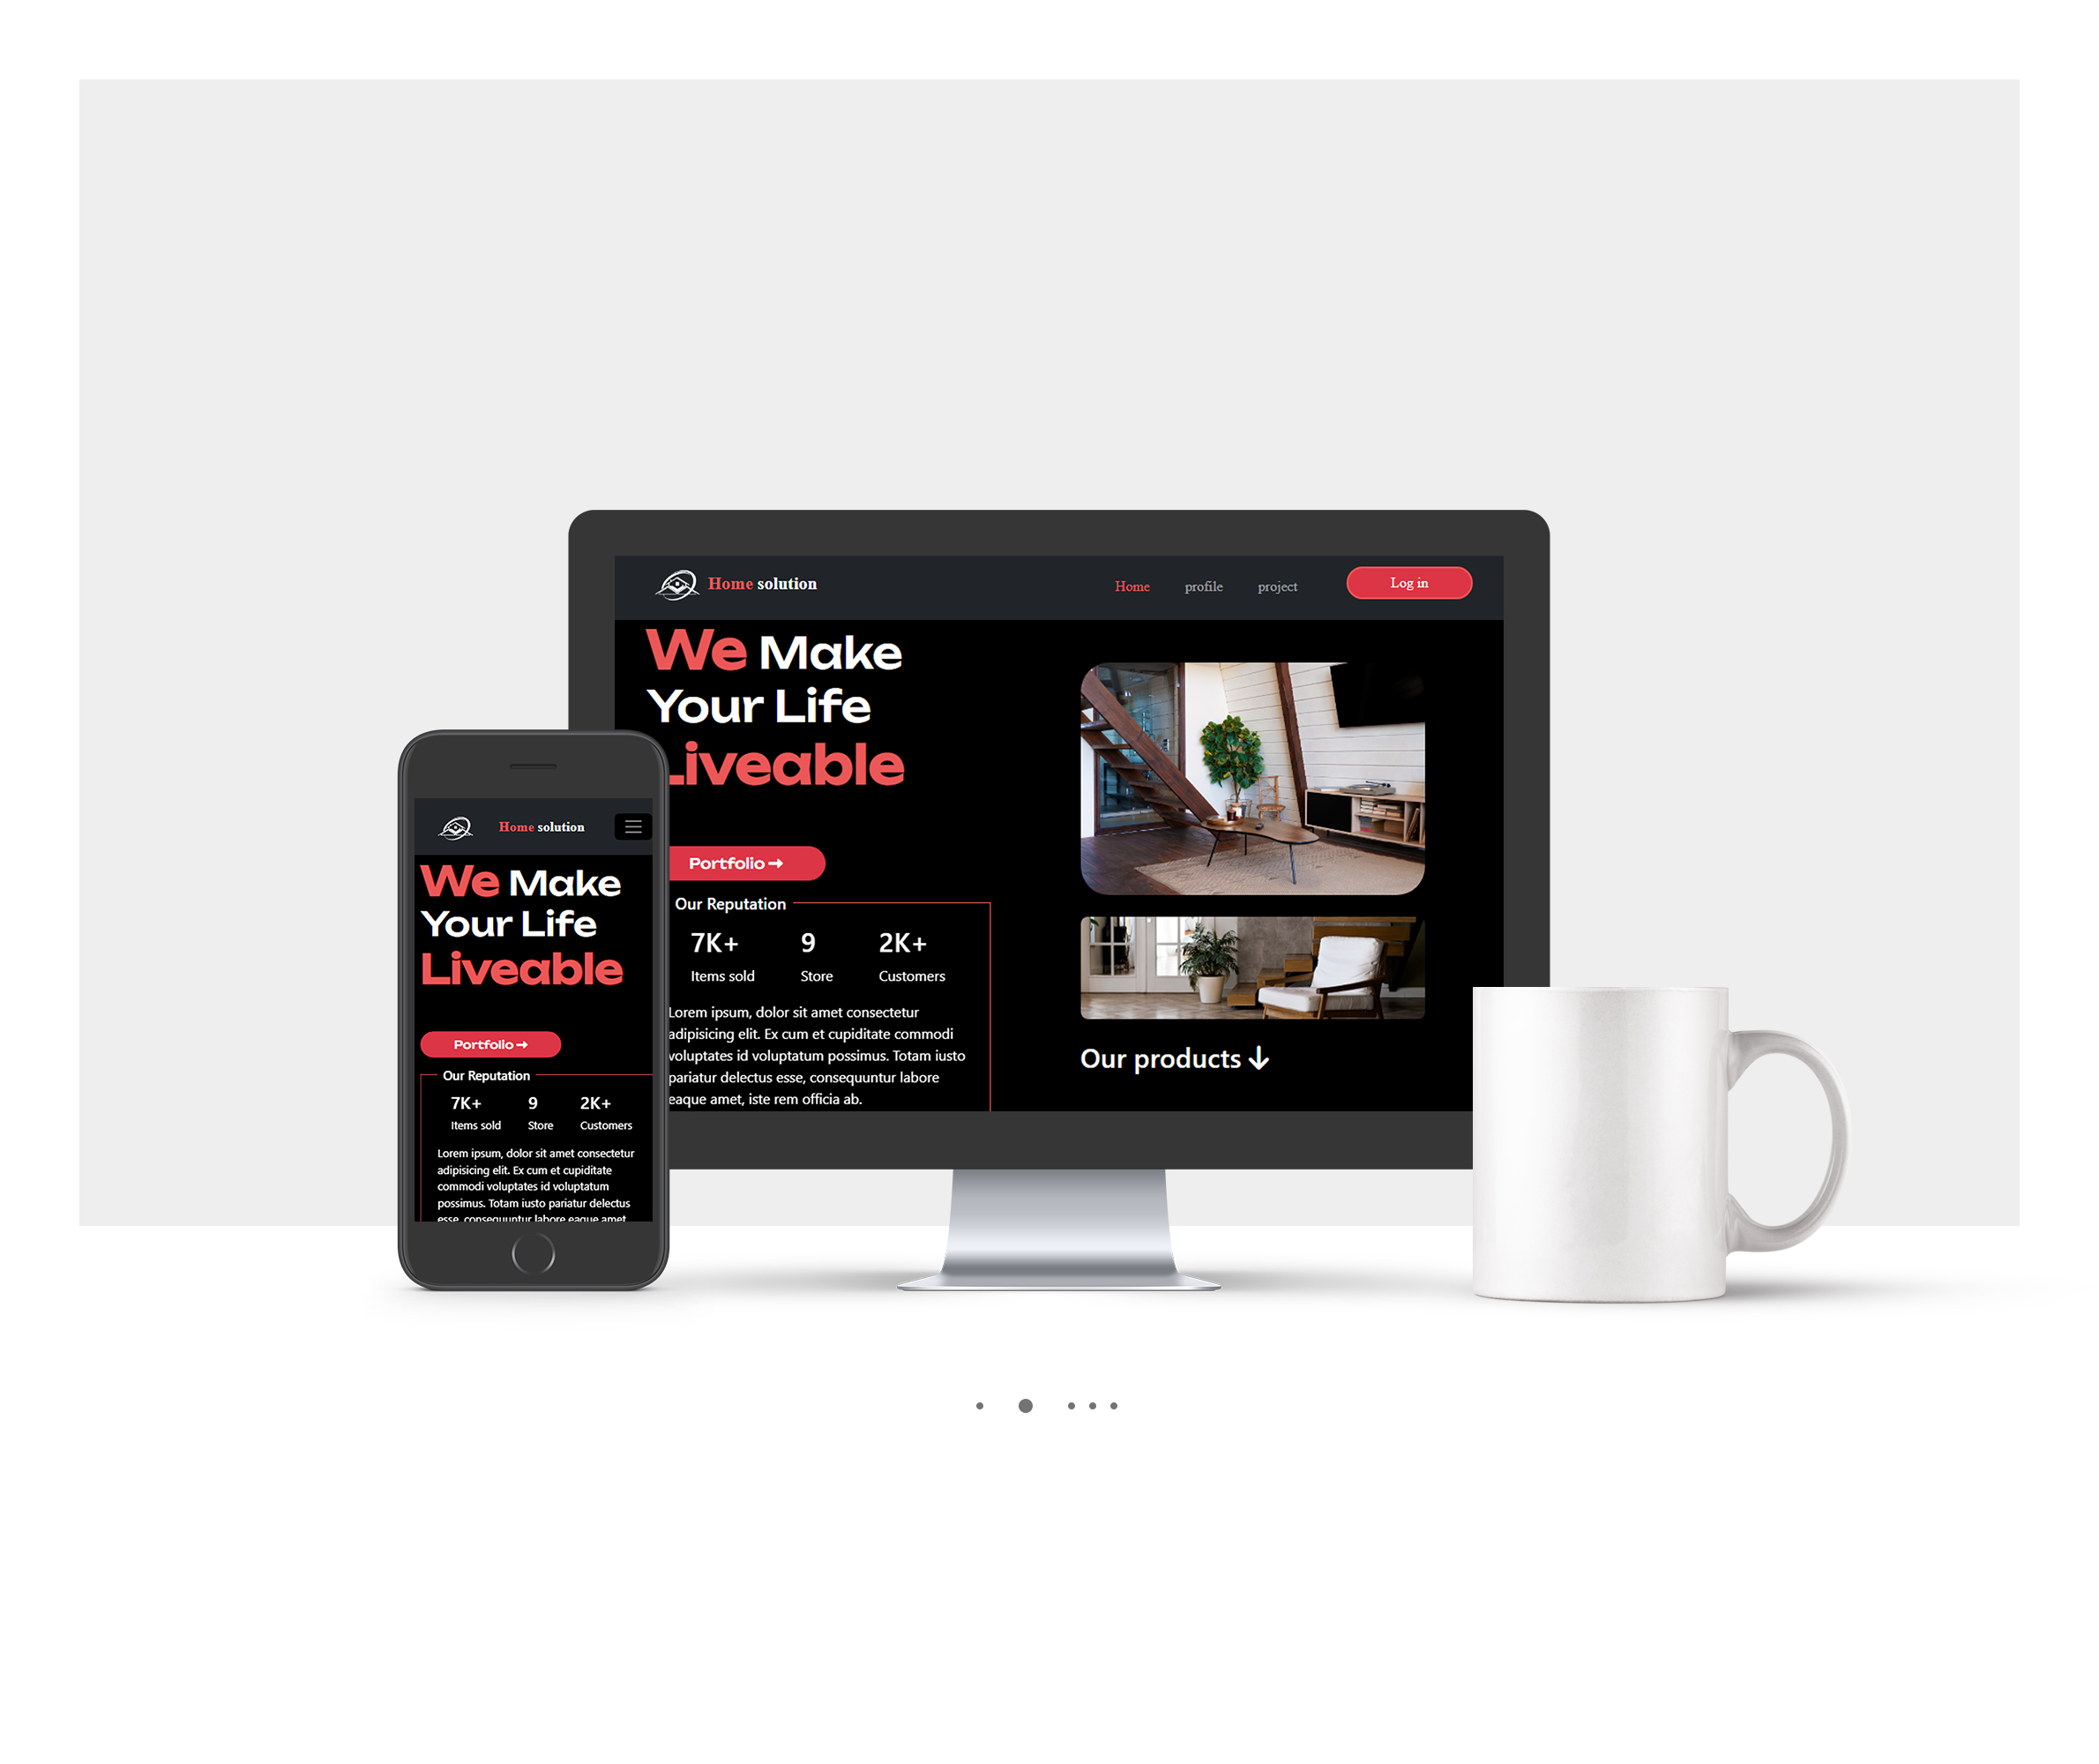 Home solution
Home
profile
project
Log in
We Make
Your Life
Liveable
Portfolio
Our Reputation
7K+
9
2K+
Items sold
Store
Customers
Lorem ipsum, dolor sit amet consectetur
adipisicing elit. Ex cum et cupiditate commodi
voluptates id voluptatum possimus. Totam iusto
pariatur delectus esse, consequuntur labore
eaque amet, iste rem officia ab.
Our products
Home solution
We Make
Your Life
Liveable
Portfolio
Our Reputation
7K+
9
2K+
Items sold
Store
Customers
Lorem ipsum, dolor sit amet consectetur
adipisicing elit. Ex cum et cupiditate
commodi voluptates id voluptatum
possimus. Totam iusto pariatur delectus
esse, consequuntur labore eaque amet,